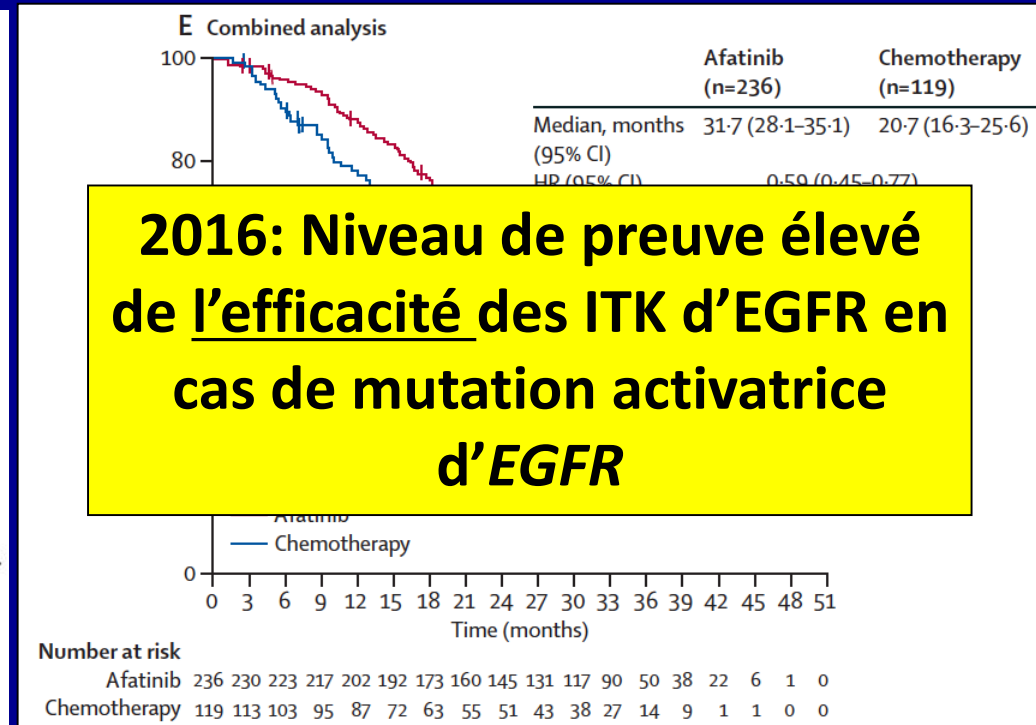 E Combined analysis
Afatinib Chemotherapy
(n=236) (n=119)
100
Median, months 31·7 (28·1–35·1) 20·7 (16·3–25·6)
(95% CI)
HR (95% CI) 0·59 (0·45–0·77)
80
2016: Niveau de preuve élevé
de l’efficacité des ITK d’EGFR en
cas de mutation activatrice
d’EGFR
Afatinib
Chemotherapy
0
0 3 6 9 12 15 18 21 24 27 30 33 36 39 42 45 48 51
Time (months)
Number at risk
Afatinib 236 230 223 217 202 192 173 160 145 131 117 90 50 38 22 6 1 0
Chemotherapy 119 113 103 95 87 72 63 55 51 43 38 27 14 9 1 1 0 0